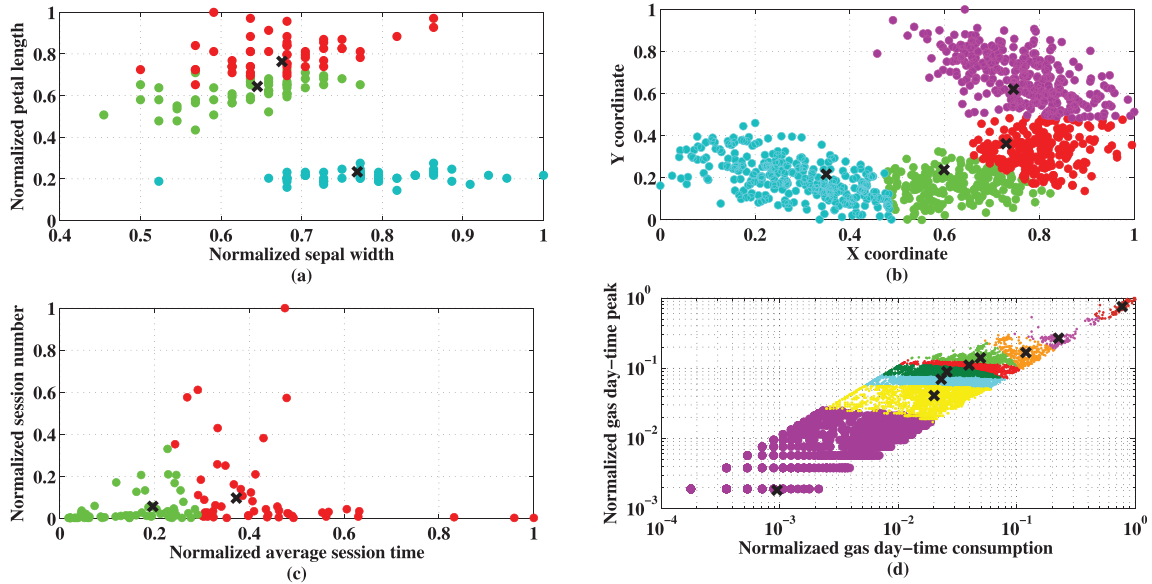 Normalized petal length
1
0.8
0.6
0.4
0.2
0
0.4 0.5 0.6 0.7 0.8 0.9 1
Normalized sepal width
(a)
Y coordinate
1
0.8
0.6
0.4
0.2
0
0 0.2 0.4 0.6 0.8 1
X coordinate
(b)
Normalized session number
1
0.8
0.6
0.4
0.2
0
0 0.2 0.4 0.6 0.8 1
Normalized average session time
(c)
Normalized gas day−time peak
10^0
10^−1
10^−2
10^−3
10^−4 10^−3 10^−2 10^−1 10^0
Normalizaed gas day−time consumption
(d)